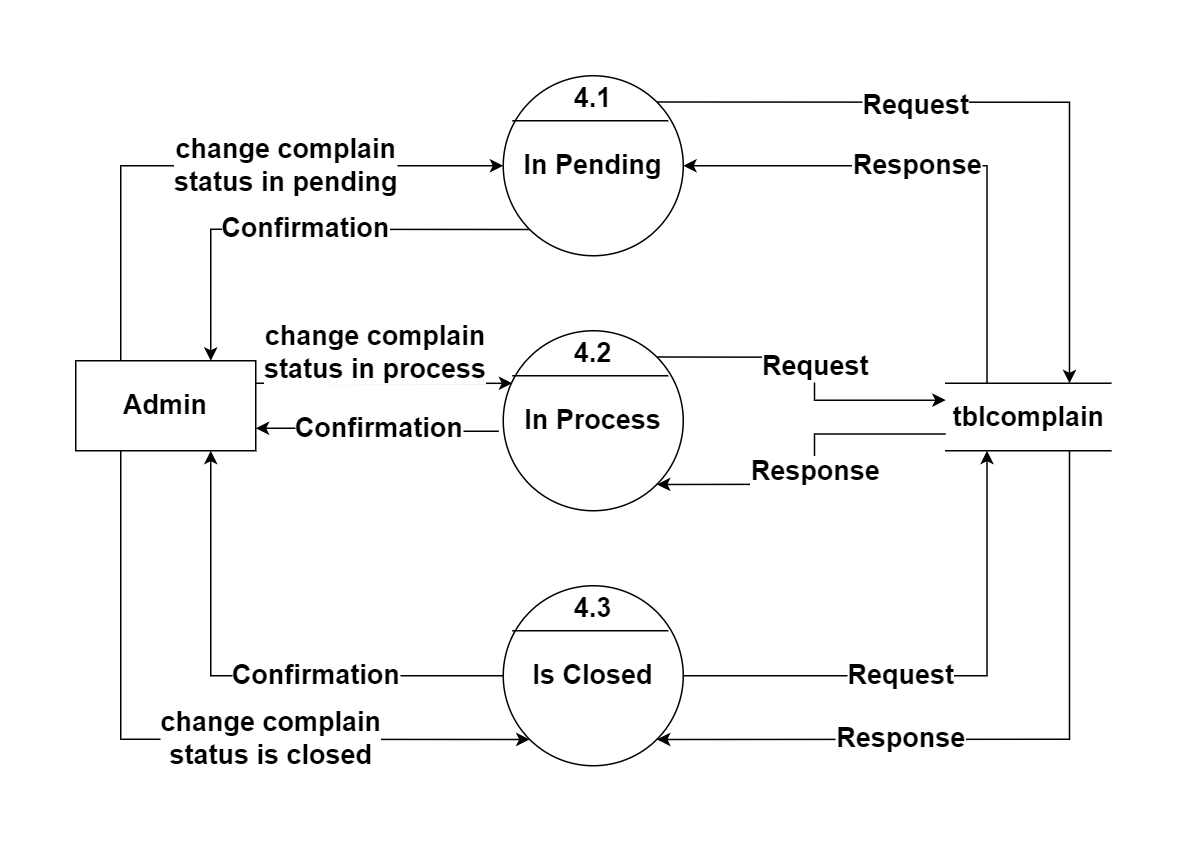 4.1
Request
change complain
status in pending
In Pending
Response
Confirmation
change complain
status in process
4.2
Request
Admin
In Process
tblcomplain
Confirmation
Response
4.3
Confirmation
Is Closed
Request
change complain
status is closed
Response